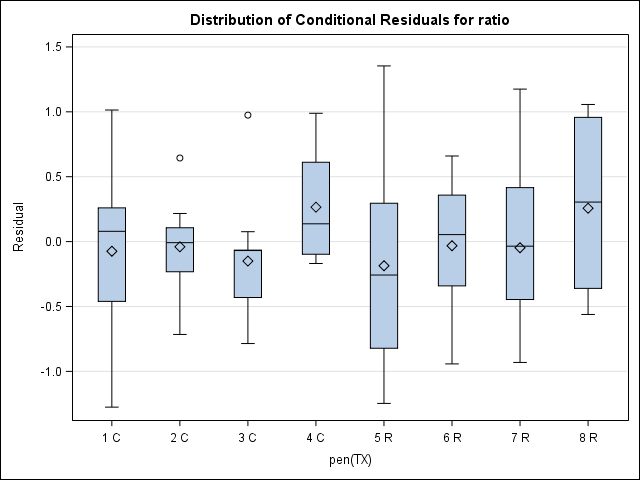 Distribution of Conditional Residuals for ratio
1.5
1.0
0.5
0.0
-0.5
-1.0
Residual
1 C 2 C 3 C 4 C 5 R 6 R 7 R 8 R
pen(TX)